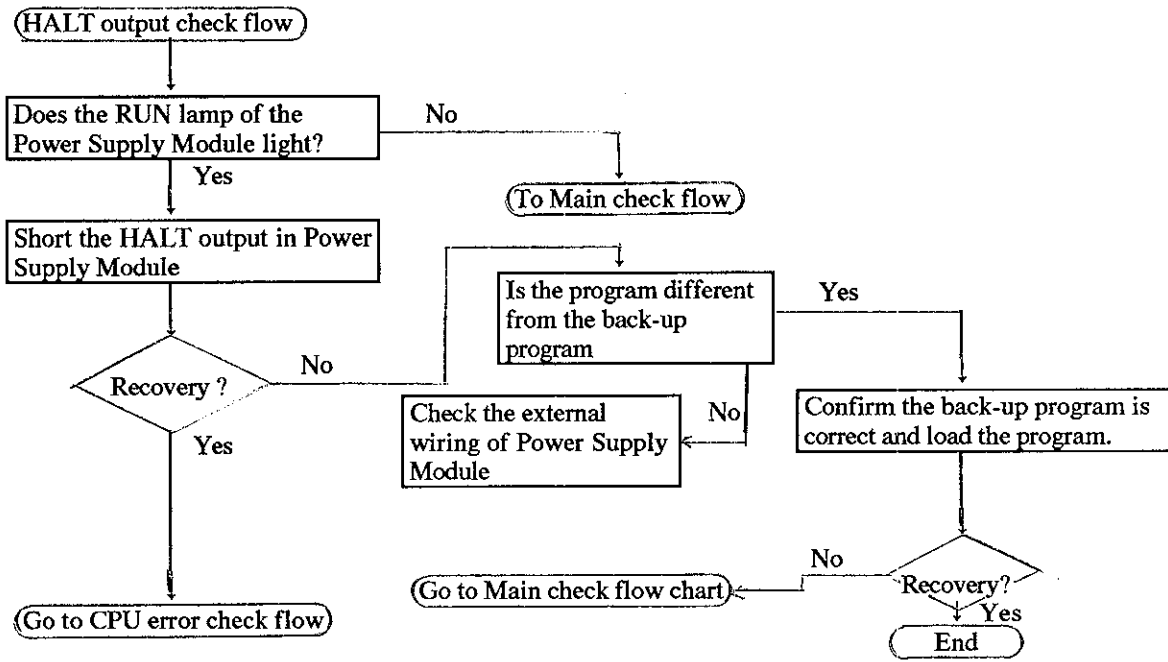 HALT output check flow
Does the RUN lamp of the
Power Supply Module light?
No
Yes
To Main check flow
Short the HALT output in Power
Supply Module
Is the program different
from the back-up
program
Yes
No
Recovery ?
No
Yes
Check the external
wiring of Power Supply
Module
Confirm the back-up program is
correct and load the program.
No
Recovery?
Yes
Go to Main check flow chart
End
Go to CPU error check flow